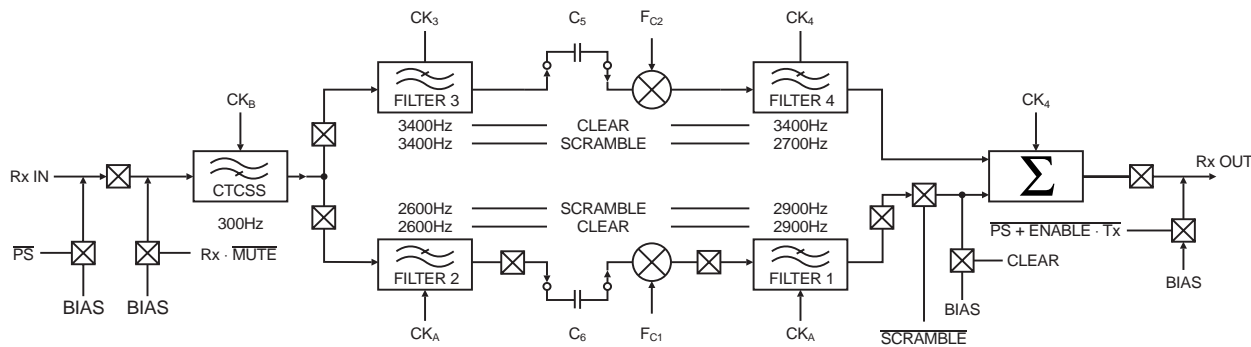 CK3 C5 FC2 CK4
FILTER 3 FILTER 4
CKB CK4
3400Hz CLEAR 3400Hz
3400Hz SCRAMBLE 2700Hz
Rx IN Rx OUT
CTCSS Σ
300Hz
2600Hz SCRAMBLE 2900Hz
2600Hz CLEAR 2900Hz
PS Rx · MUTE PS + ENABLE · Tx
CLEAR
FILTER 2 FILTER 1
BIAS BIAS BIAS BIAS
CKA C6 FC1 CKA SCRAMBLE